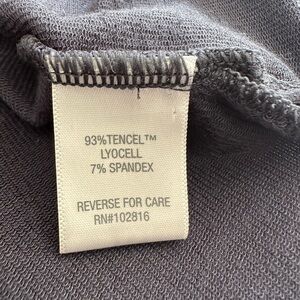 93%TENCEL™
LYOCELL
7% SPANDEX
REVERSE FOR CARE
RN#102816